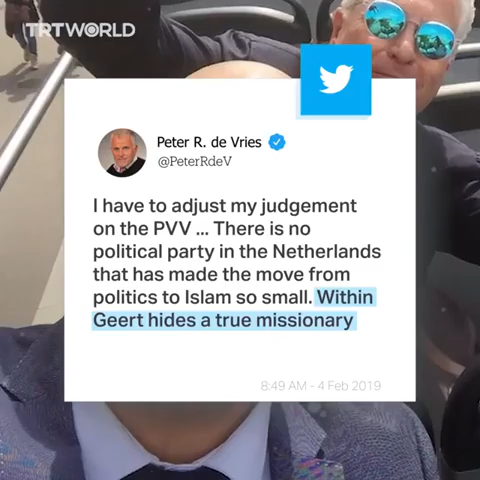 TRT WORLD
Peter R. de Vries
@PeterRdeV
I have to adjust my judgement
on the PVV ... There is no
political party in the Netherlands
that has made the move from
politics to Islam so small. Within
Geert hides a true missionary
8:49 AM - 4 Feb 2019